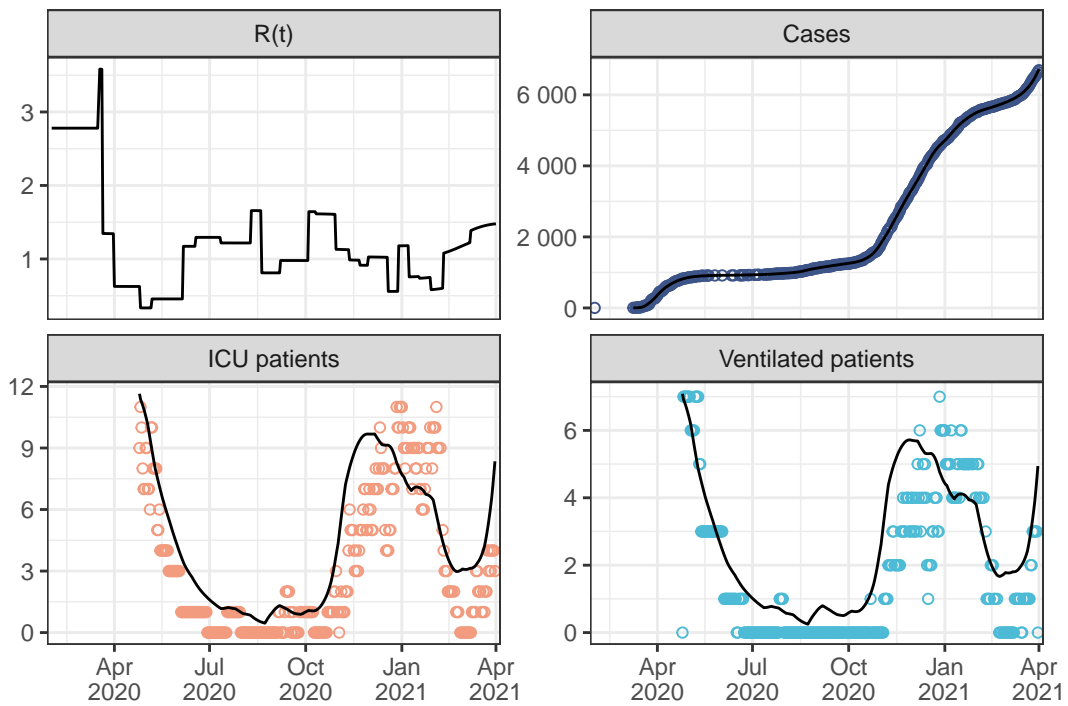 R(t)
3
2
1
Cases
6 000
4 000
2 000
0
ICU patients
12
9
6
3
0
Apr Jul Oct Jan Apr
2020 2020 2020 2021 2021
Ventilated patients
6
4
2
0
Apr Jul Oct Jan Apr
2020 2020 2020 2021 2021